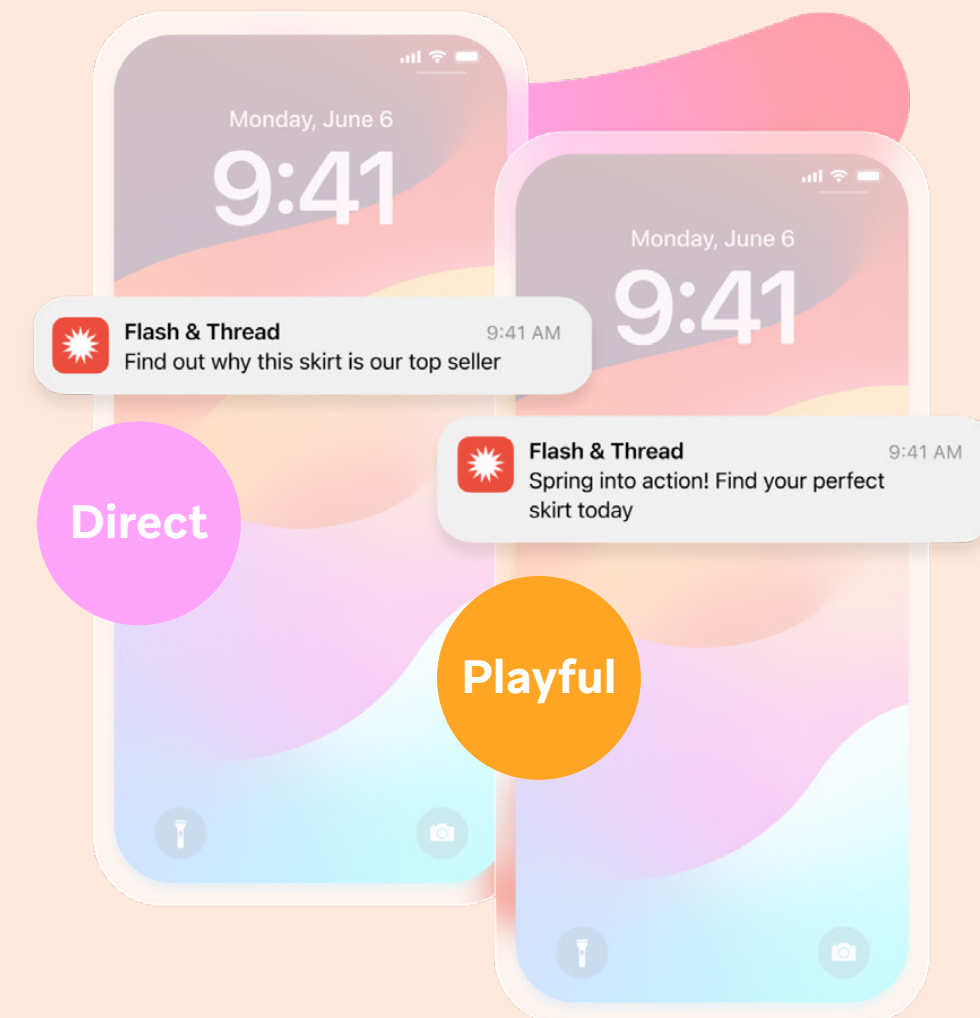 Monday, June 6
9:41
Flash & Thread 9:41 AM
Find out why this skirt is our top seller
Direct
Monday, June 6
9:41
Flash & Thread 9:41 AM
Spring into action! Find your perfect
skirt today
Playful